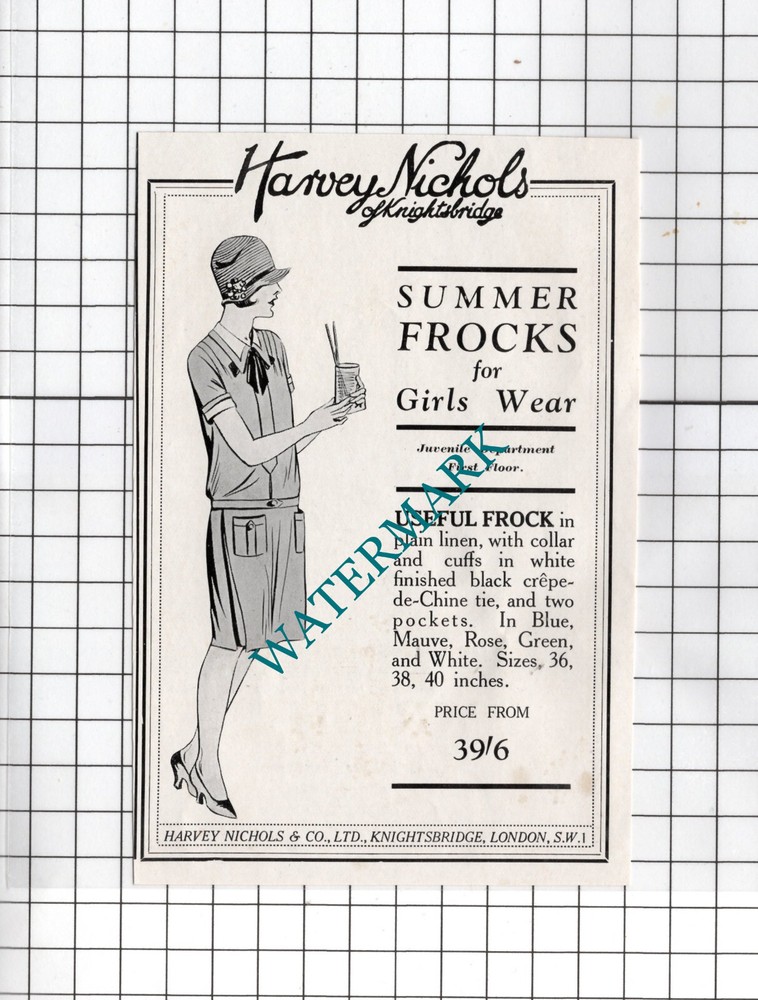 Harvey Nichols
of Knightsbridge
SUMMER
FROCKS
for
Girls Wear
Juvenile Department
First Floor.
USEFUL FROCK in
plain linen, with collar
and cuffs in white
finished black crêpe-
de-Chine tie, and two
pockets. In Blue,
Mauve, Rose, Green,
and White. Sizes, 36,
38, 40 inches.
PRICE FROM
39/6
HARVEY NICHOLS & CO., LTD., KNIGHTSBRIDGE, LONDON, S.W.1
WATERMARK